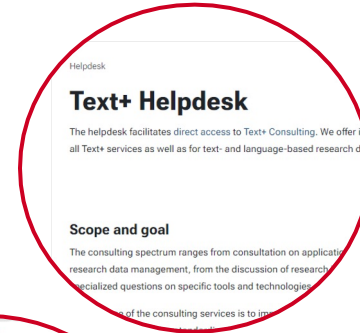 Helpdesk
Text+ Helpdesk
The helpdesk facilitates direct access to Text+ Consulting. We offer
all Text+ services as well as for text- and language-based research
Scope and goal
The consulting spectrum ranges from consultation on
research data management, from the discussion of research
specialized questions on specific tools and technologies
of the consulting services is to